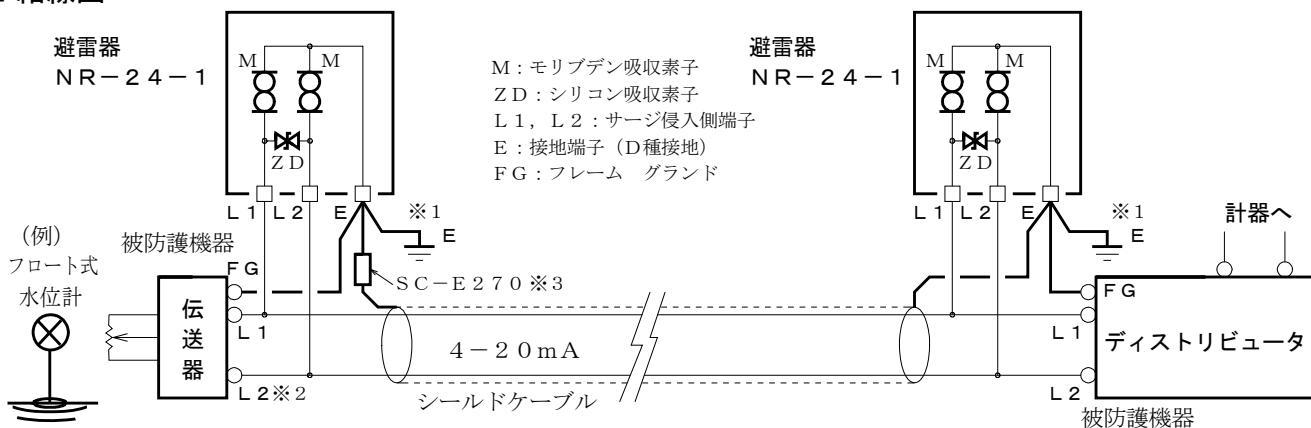 避雷器
ＮＲ－２４－１
M
M
ZD
L1 L2 E
※1
E
M：モリブデン吸収素子
ZD：シリコン吸収素子
L1，L2：サージ侵入側端子
E：接地端子（D種接地）
FG：フレーム　グランド
避雷器
ＮＲ－２４－１
M
M
ZD
L1 L2 E
※1
E
計器へ
（例）
フロート式
水位計
被防護機器
伝送器
FG
L1
L2※2
SC－E270※3
4－20mA
シールドケーブル
FG
L1
L2
ディストリビュータ
被防護機器